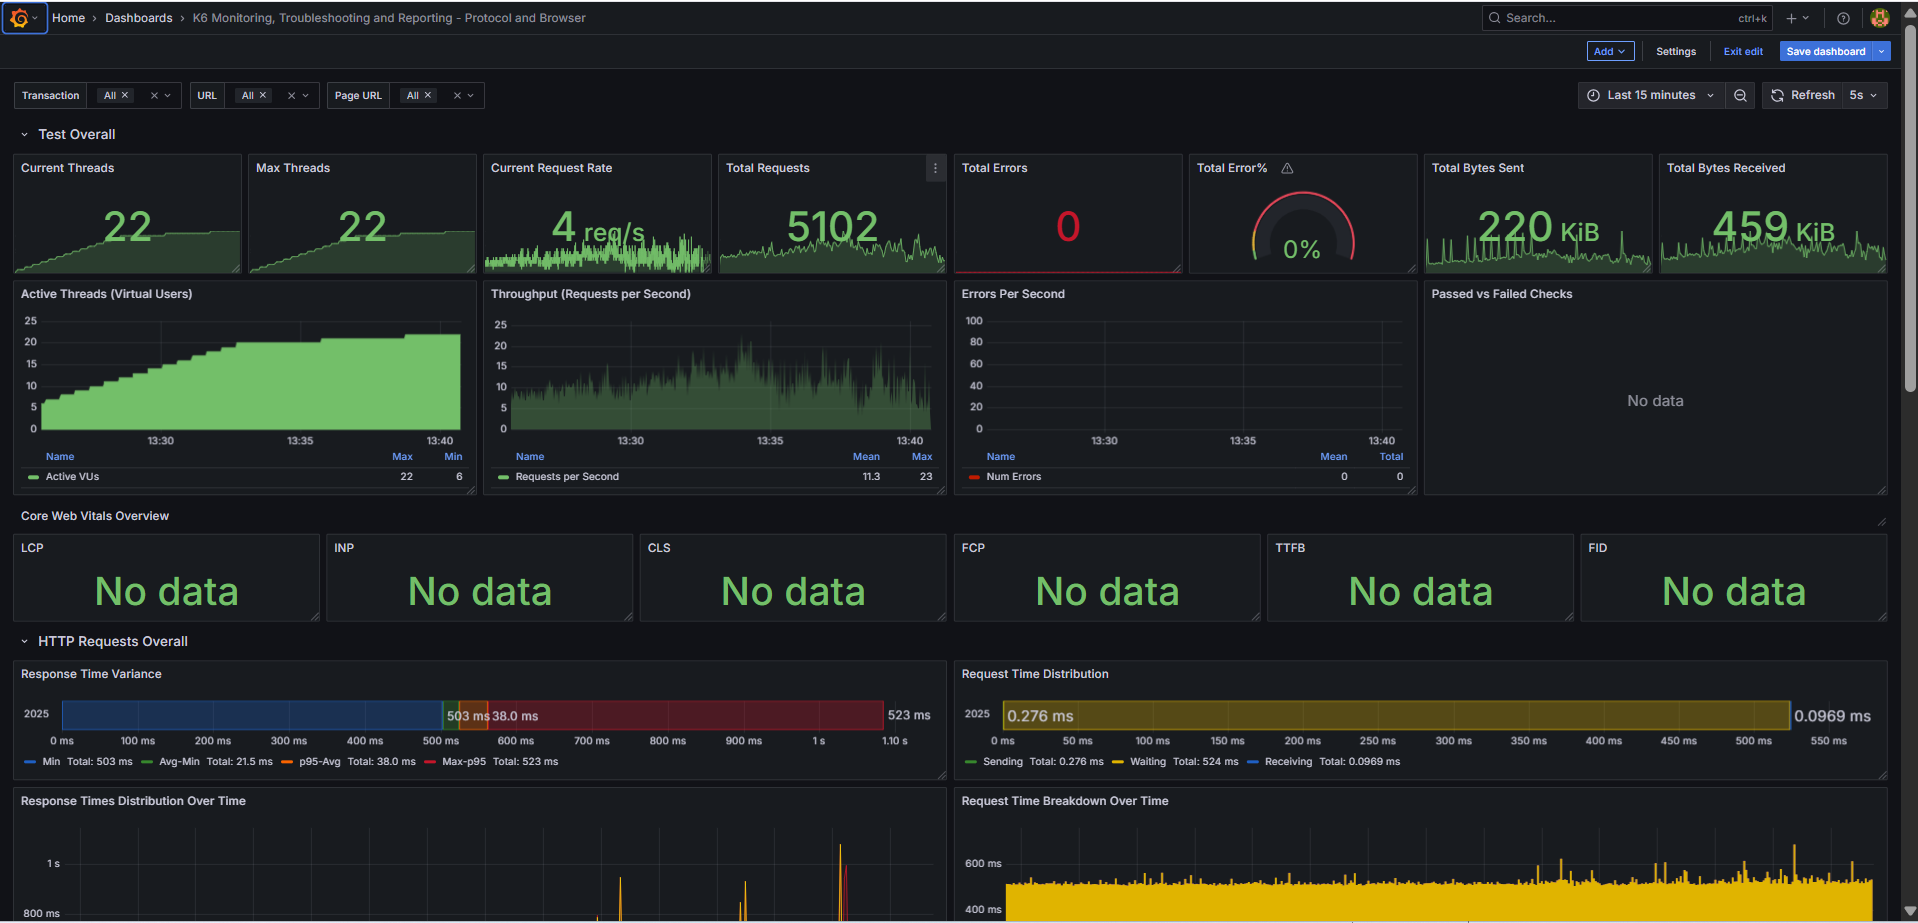 Home › Dashboards › K6 Monitoring, Troubleshooting and Reporting - Protocol and Browser
Search... ctrl+k
Add Settings Exit edit Save dashboard
Transaction All URL All Page URL All
Last 15 minutes Refresh 5s
Test Overall
Current Threads
22
Max Threads
22
Current Request Rate
4 req/s
Total Requests
5102
Total Errors
0
Total Error%
0%
Total Bytes Sent
220 KiB
Total Bytes Received
459 KiB
Active Threads (Virtual Users)
25
20
15
10
5
0
13:30 13:35 13:40
Name Max Min
Active VUs 22 6
Throughput (Requests per Second)
25
20
15
10
5
0
13:30 13:35 13:40
Name Mean Max
Requests per Second 11.3 23
Errors Per Second
100
80
60
40
20
0
13:30 13:35 13:40
Name Mean Total
Num Errors 0 0
Passed vs Failed Checks
No data
Core Web Vitals Overview
LCP
No data
INP
No data
CLS
No data
FCP
No data
TTFB
No data
FID
No data
HTTP Requests Overall
Response Time Variance
2025 503 ms 38.0 ms 523 ms
0 ms 100 ms 200 ms 300 ms 400 ms 500 ms 600 ms 700 ms 800 ms 900 ms 1 s 1.10 s
Min Total: 503 ms Avg-Min Total: 21.5 ms p95-Avg Total: 38.0 ms Max-p95 Total: 523 ms
Request Time Distribution
2025 0.276 ms 0.0969 ms
0 ms 50 ms 100 ms 150 ms 200 ms 250 ms 300 ms 350 ms 400 ms 450 ms 500 ms 550 ms
Sending Total: 0.276 ms Waiting Total: 524 ms Receiving Total: 0.0969 ms
Response Times Distribution Over Time
1 s
800 ms
Request Time Breakdown Over Time
600 ms
400 ms